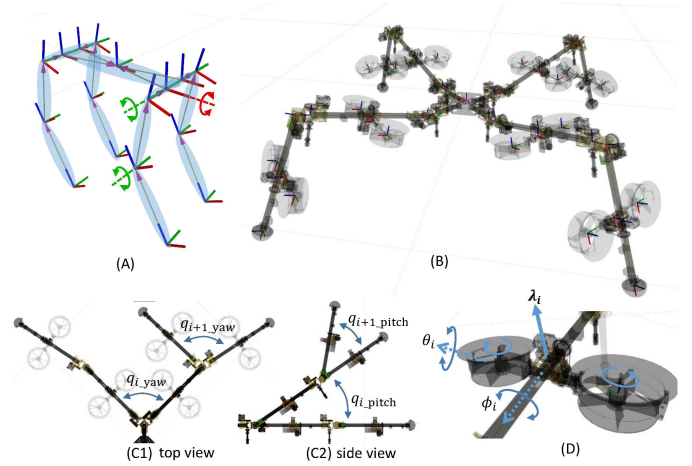 (A)
(B)
q_{i+1_yaw}
q_{i_yaw}
(C1) top view
q_{i+1_pitch}
q_{i_pitch}
(C2) side view
λ_i
θ_i
ϕ_i
(D)